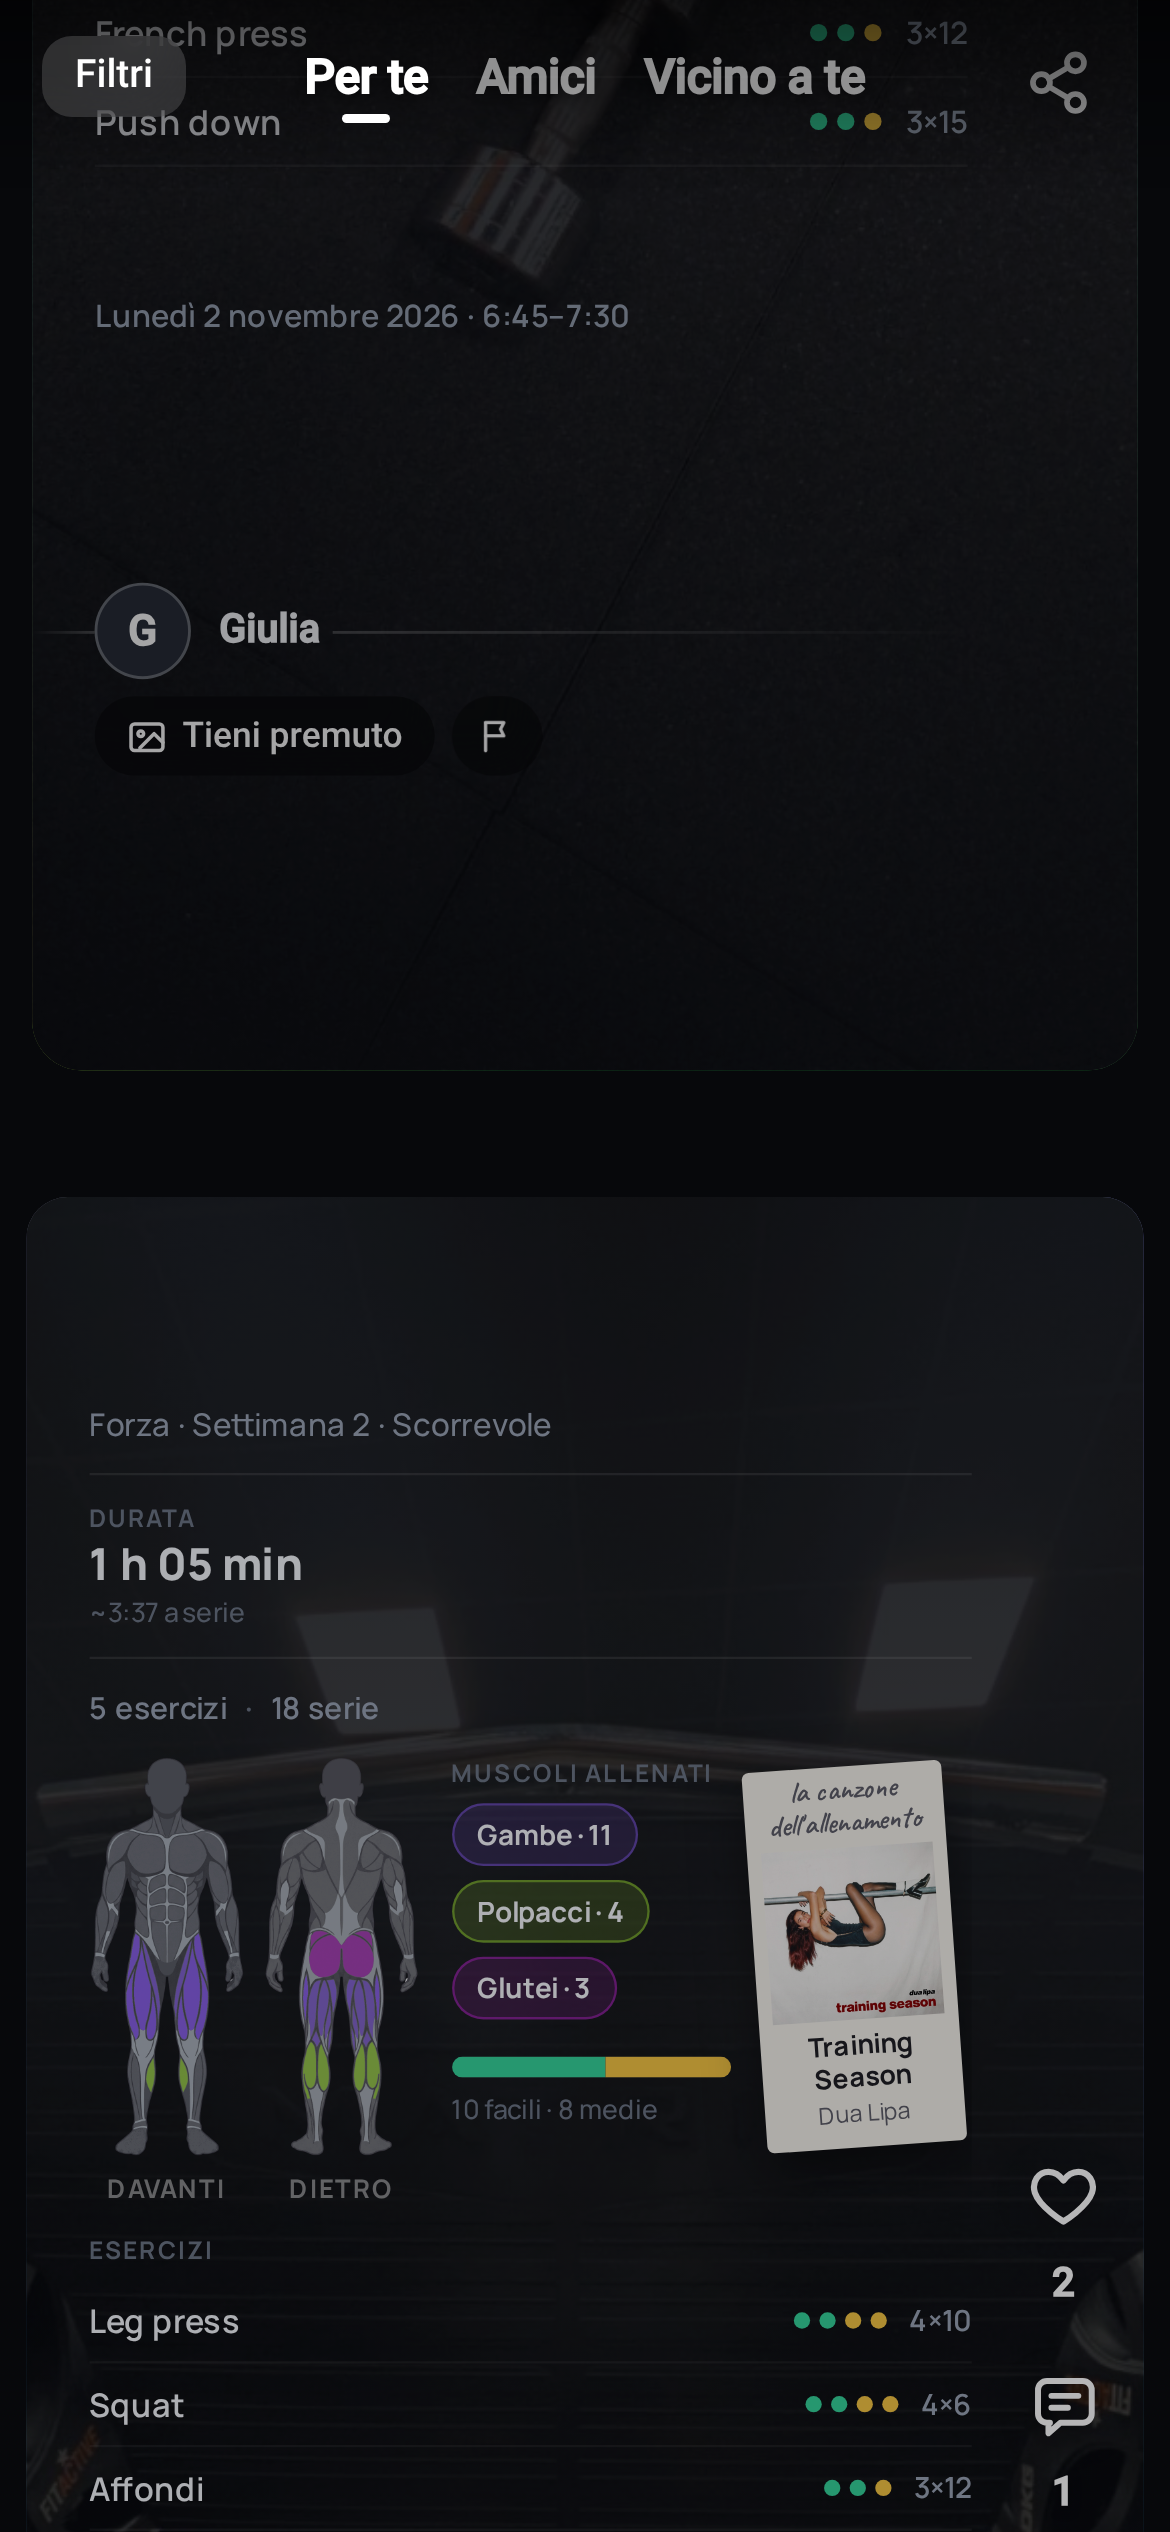 French press 3×12
Filtri Per te Amici Vicino a te
Push down 3×15
Lunedì 2 novembre 2026 · 6:45–7:30
G Giulia
Tieni premuto
Forza · Settimana 2 · Scorrevole
DURATA
1 h 05 min
~3:37 a serie
5 esercizi · 18 serie
MUSCOLI ALLENATI
Gambe · 11
Polpacci · 4
Glutei · 3
10 facili · 8 medie
la canzone
dell'allenamento
dua lipa
training season
Training
Season
Dua Lipa
DAVANTI DIETRO
ESERCIZI
2
Leg press 4×10
Squat 4×6
Affondi 3×12
1
FITACTIVE